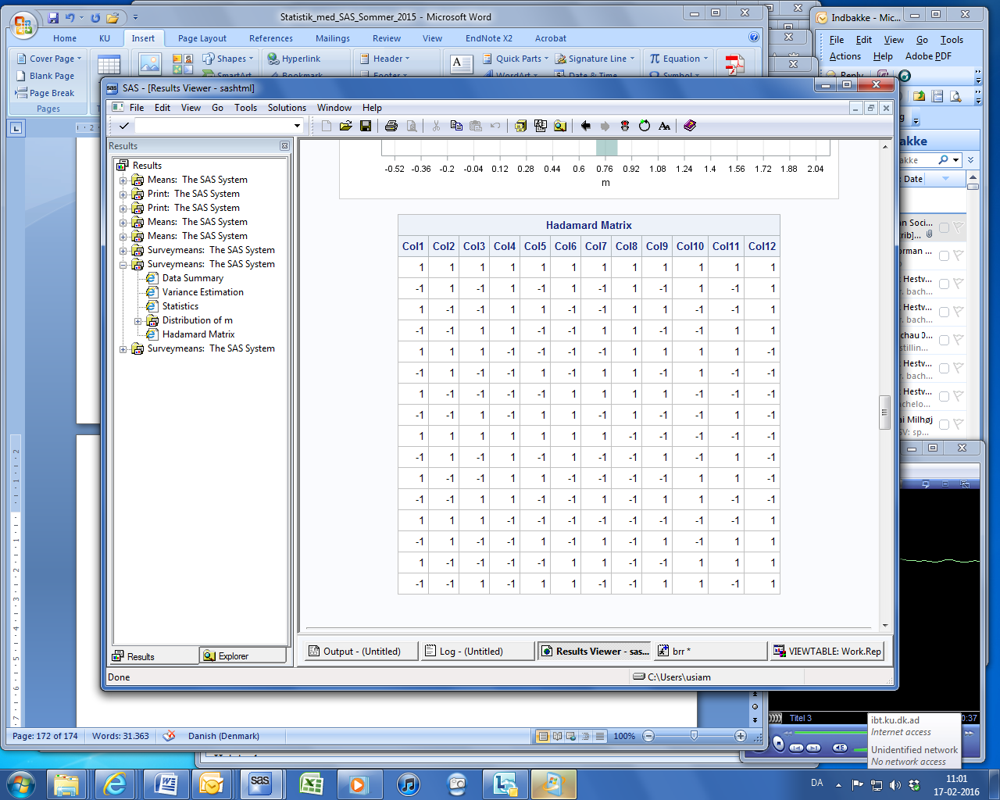 Statistik_med_SAS_Sommer_2015 - Microsoft Word
Home KU Insert Page Layout References Mailings Review View EndNote X2 Acrobat
Cover Page
Blank Page
Page Break
Pages
Shapes
SmartArt
Hyperlink
Bookmark
Header
Footer
Quick Parts
WordArt
Signature Line
Date & Time
Equation
Symbol
Indbakke - Mic...
File Edit View Go Tools
Actions Help Adobe PDF
Reply
SAS - [Results Viewer - sashtml]
File Edit View Go Tools Solutions Window Help
Results
Results
Means: The SAS System
Print: The SAS System
Print: The SAS System
Means: The SAS System
Means: The SAS System
Surveymeans: The SAS System
Surveymeans: The SAS System
Data Summary
Variance Estimation
Statistics
Distribution of m
Hadamard Matrix
Surveymeans: The SAS System
Results Explorer
-0.52 -0.36 -0.2 -0.04 0.12 0.28 0.44 0.6 0.76 0.92 1.08 1.24 1.4 1.56 1.72 1.88 2.04
m
Hadamard Matrix
Col1 Col2 Col3 Col4 Col5 Col6 Col7 Col8 Col9 Col10 Col11 Col12
1 1 1 1 1 1 1 1 1 1 1 1
-1 1 -1 1 -1 1 -1 1 -1 1 -1 1
1 -1 -1 1 1 -1 -1 1 1 -1 -1 1
-1 -1 1 1 -1 -1 1 1 -1 -1 1 1
1 1 1 -1 -1 -1 -1 1 1 1 1 -1
-1 1 -1 -1 1 -1 1 1 -1 1 -1 -1
1 -1 -1 -1 -1 1 1 1 1 -1 -1 -1
-1 -1 1 -1 1 1 -1 1 -1 -1 1 -1
1 1 1 1 1 1 1 -1 -1 -1 -1 -1
-1 1 -1 1 -1 1 -1 -1 1 -1 1 -1
1 -1 -1 1 1 -1 -1 -1 -1 1 1 -1
-1 -1 1 1 -1 -1 1 -1 1 1 -1 -1
1 1 1 -1 -1 -1 -1 -1 -1 -1 -1 1
-1 1 -1 -1 1 -1 1 -1 1 -1 1 1
1 -1 -1 -1 -1 1 1 -1 -1 1 1 1
-1 -1 1 -1 1 1 -1 -1 1 1 -1 1
Output - (Untitled) Log - (Untitled) Results Viewer - sas... brr * VIEWTABLE: Work.Rep
Done C:\Users\usiam
akke
akke
Date
an Soci...
trib]...
orman ...
Hestv...
r. bach...
Hestv...
r. bach...
chau 0...
stillin...
Hestv...
r. bach...
Hestv...
achelo...
ai Milhøj
SV: sp...
Titel 3 0:37
ibt.ku.dk.ad
Internet access
Unidentified network
No network access
Page: 172 of 174 Words: 31.363 Danish (Denmark) 100%
DA
11:01
17-02-2016